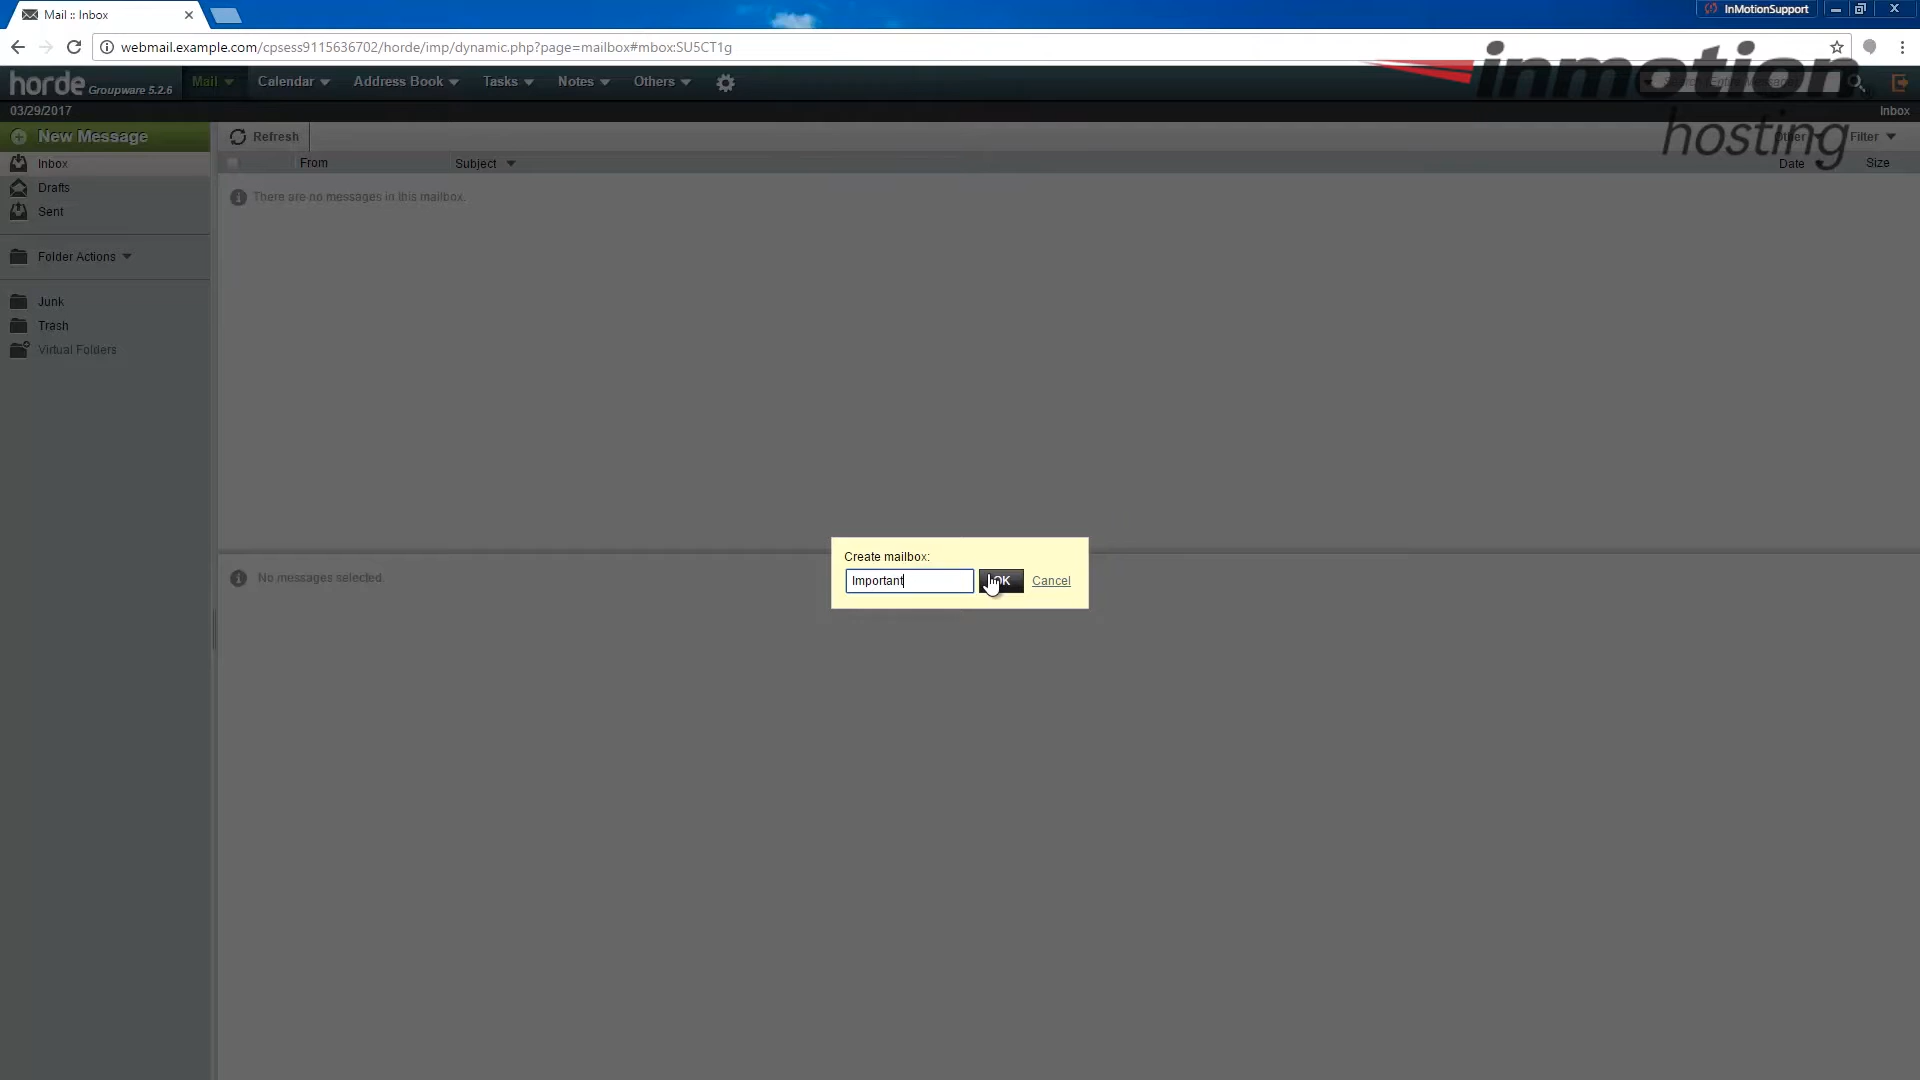 Mail :: Inbox
InMotionSupport
webmail.example.com/cpsess9115636702/horde/imp/dynamic.php?page=mailbox#mbox:SU5CT1g
inmotion
hosting
horde Groupware 5.2.6
Mail
Calendar
Address Book
Tasks
Notes
Others
03/29/2017
Inbox
New Message
Refresh
Other
Filter
Inbox
From
Subject
Date
Size
Drafts
There are no messages in this mailbox.
Sent
Folder Actions
Junk
Trash
Virtual Folders
Create mailbox:
Important
OK
Cancel
No messages selected.